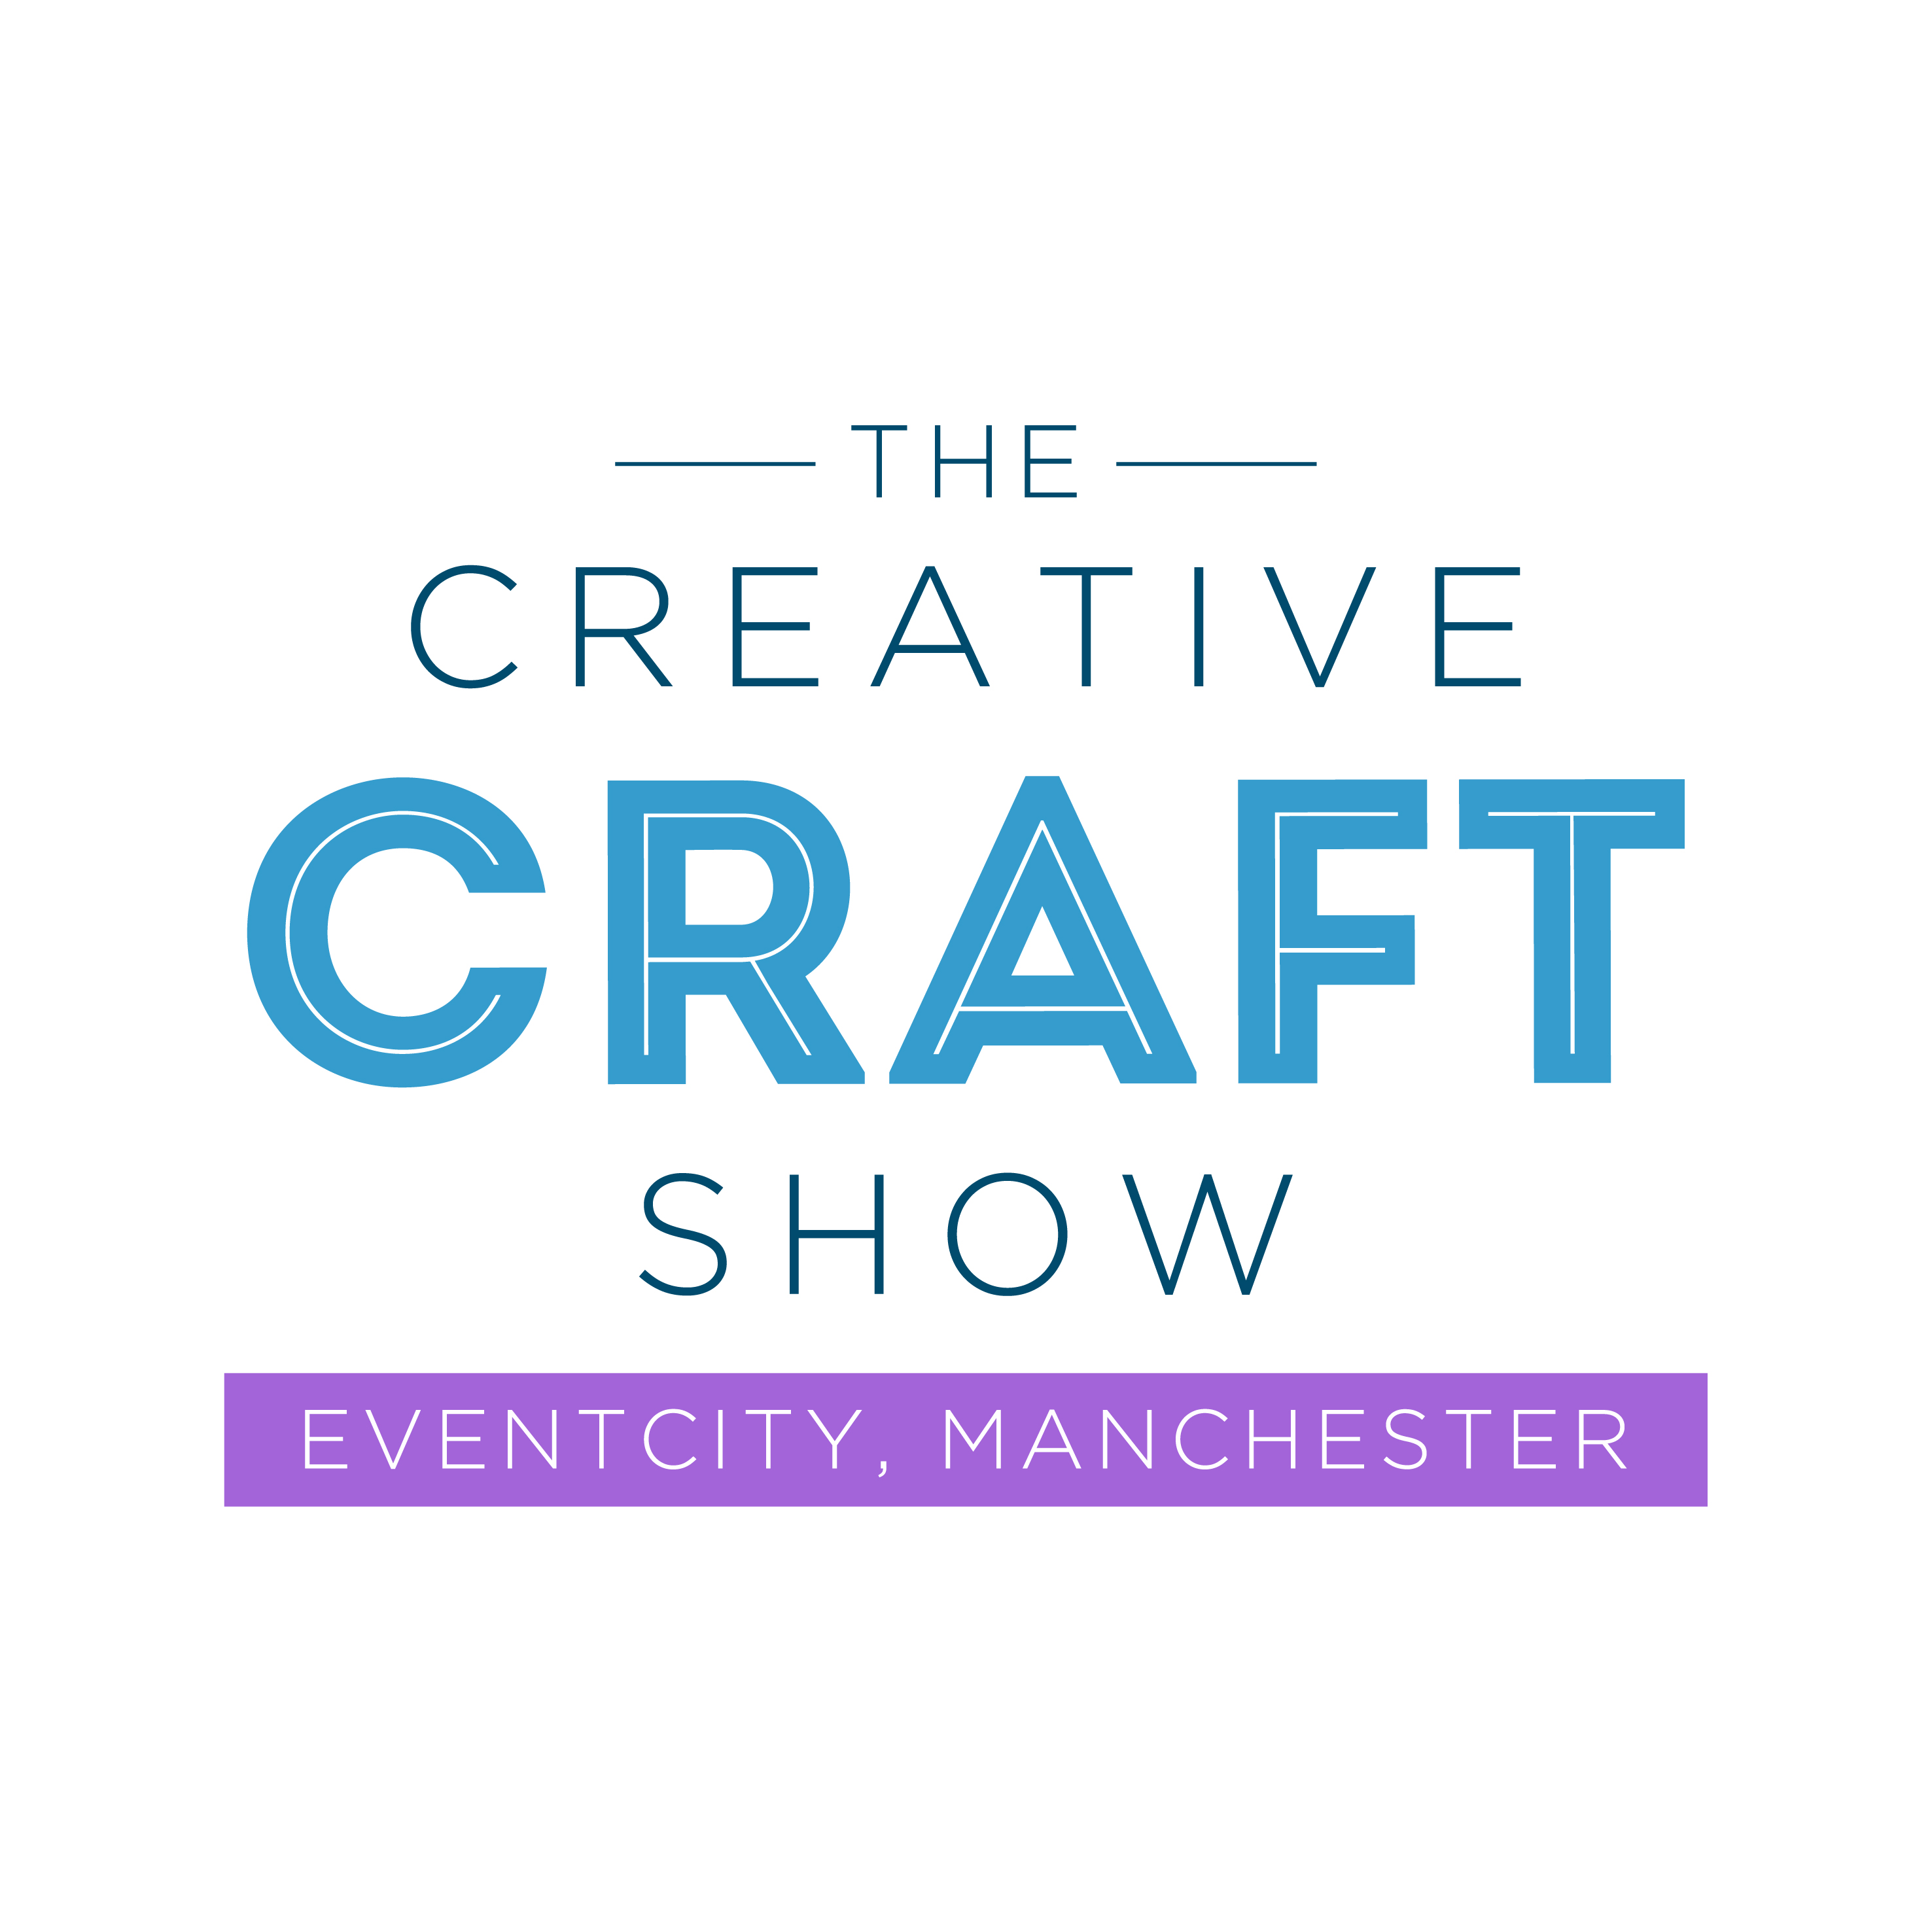 THE
CREATIVE
CRAFT
SHOW
EVENTCITY, MANCHESTER